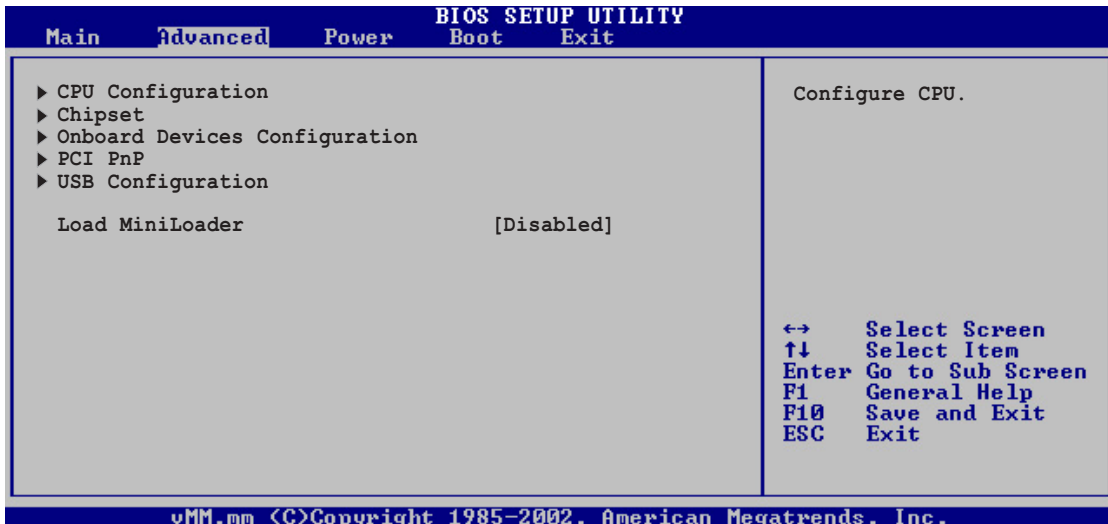 BIOS SETUP UTILITY
Main Advanced Power Boot Exit
CPU Configuration
Chipset
Onboard Devices Configuration
PCI PnP
USB Configuration
Load MiniLoader [Disabled]
Configure CPU.
←→ Select Screen
↑↓ Select Item
Enter Go to Sub Screen
F1 General Help
F10 Save and Exit
ESC Exit
vMM.mm (C)Copyright 1985-2002, American Megatrends, Inc.